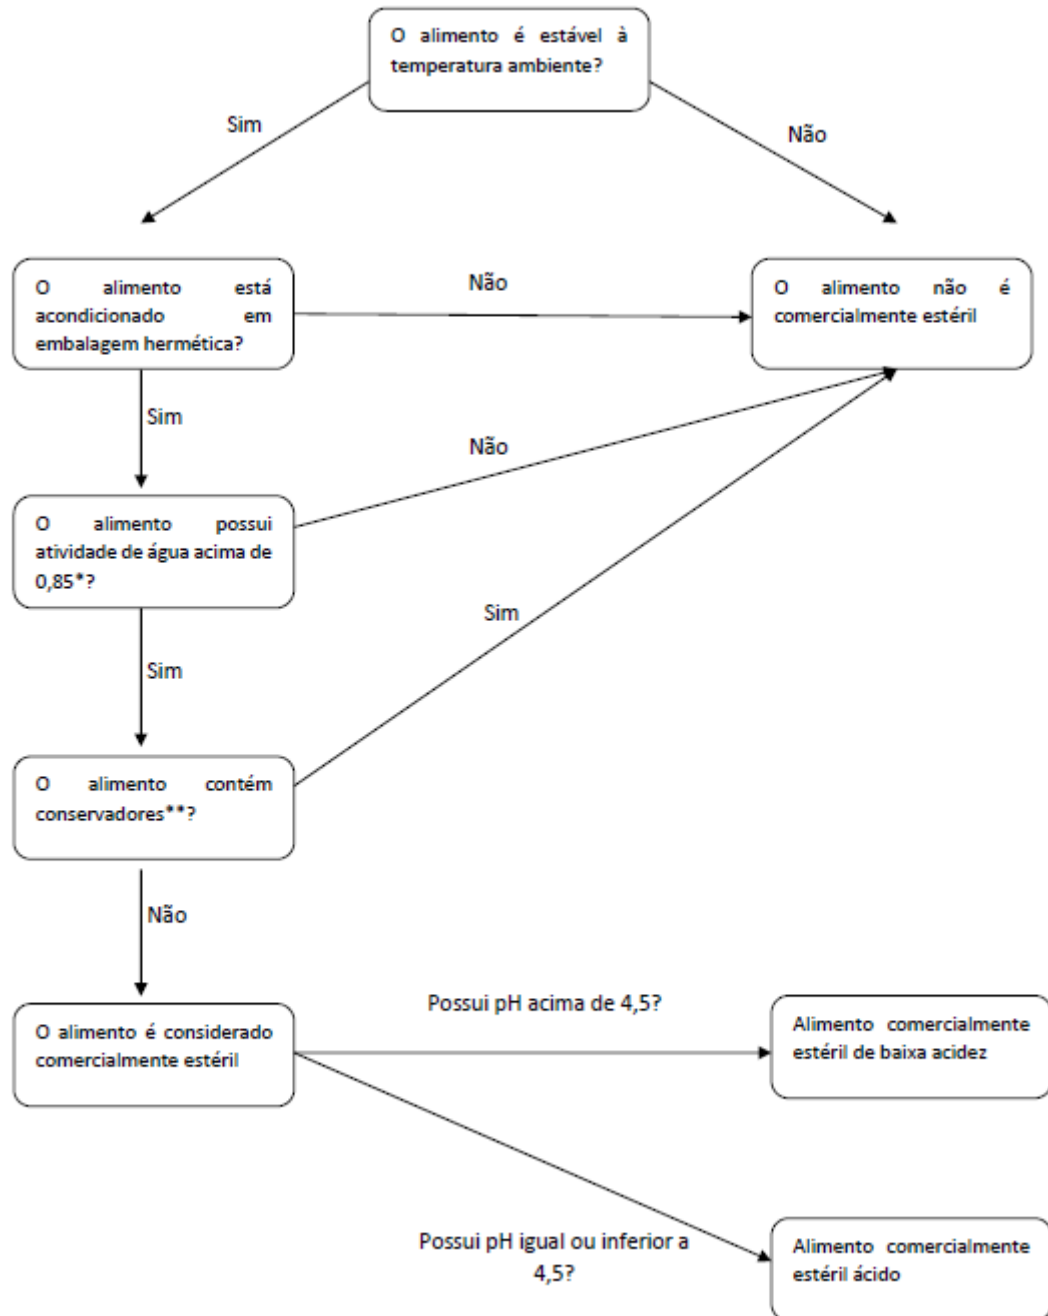 O alimento é estável à
temperatura ambiente?
Sim
Não
O alimento está
acondicionado em
embalagem hermética?
Não
O alimento não é
comercialmente estéril
Sim
Não
O alimento possui
atividade de água acima de
0,85*?
Sim
Sim
O alimento contém
conservadores**?
Não
O alimento é considerado
comercialmente estéril
Possui pH acima de 4,5?
Alimento comercialmente
estéril de baixa acidez
Possui pH igual ou inferior a
4,5?
Alimento comercialmente
estéril ácido